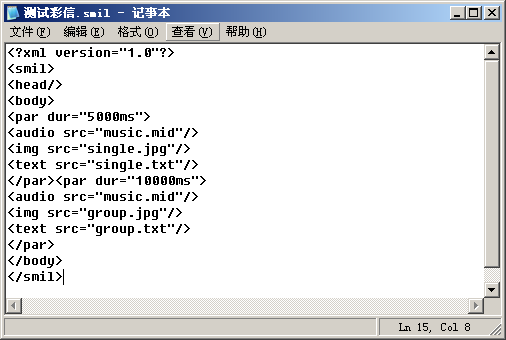 测试彩信.smil - 记事本
文件(F) 编辑(E) 格式(O) 查看(V) 帮助(H)
<?xml version="1.0"?>
<smil>
<head/>
<body>
<par dur="5000ms">
<audio src="music.mid"/>
<img src="single.jpg"/>
<text src="single.txt"/>
</par><par dur="10000ms">
<audio src="music.mid"/>
<img src="group.jpg"/>
<text src="group.txt"/>
</par>
</body>
</smil>
Ln 15, Col 8